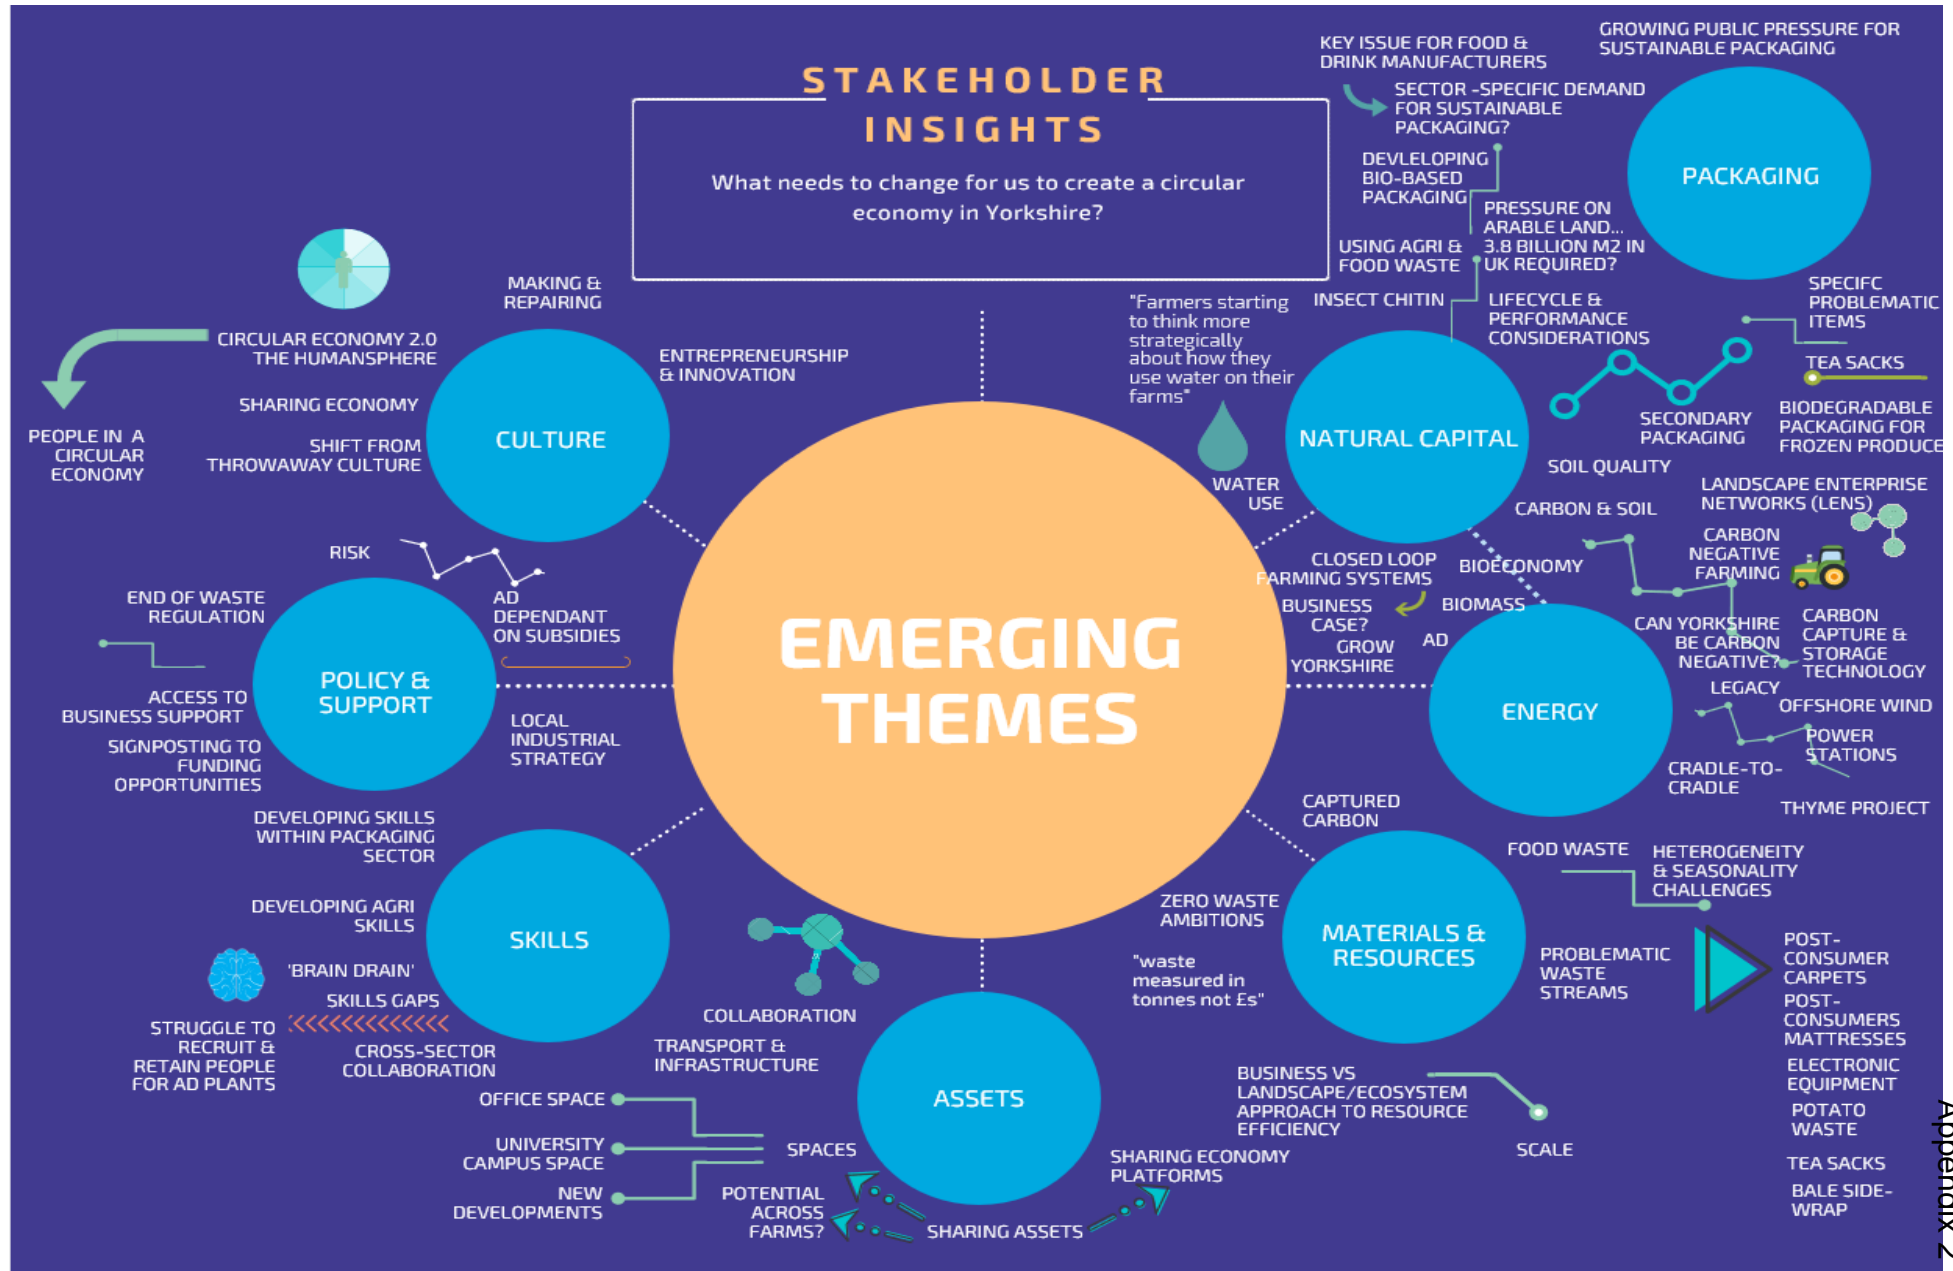 STAKEHOLDER
INSIGHTS
What needs to change for us to create a circular
economy in Yorkshire?
KEY ISSUE FOR FOOD &
DRINK MANUFACTURERS
GROWING PUBLIC PRESSURE FOR
SUSTAINABLE PACKAGING
SECTOR -SPECIFIC DEMAND
FOR SUSTAINABLE
PACKAGING?
DEVLELOPING
BIO-BASED
PACKAGING
PACKAGING
PRESSURE ON
ARABLE LAND...
3.8 BILLION M2 IN
UK REQUIRED?
USING AGRI &
FOOD WASTE
INSECT CHITIN
LIFECYCLE &
PERFORMANCE
CONSIDERATIONS
SPECIFC
PROBLEMATIC
ITEMS
TEA SACKS
SECONDARY
PACKAGING
BIODEGRADABLE
PACKAGING FOR
FROZEN PRODUCE
MAKING &
REPAIRING
CIRCULAR ECONOMY 2.0
THE HUMANSPHERE
ENTREPRENEURSHIP
& INNOVATION
SHARING ECONOMY
PEOPLE IN A
CIRCULAR
ECONOMY
SHIFT FROM
THROWAWAY CULTURE
CULTURE
"Farmers starting
to think more
strategically
about how they
use water on their
farms"
WATER
USE
NATURAL CAPITAL
SOIL QUALITY
LANDSCAPE ENTERPRISE
NETWORKS (LENS)
CARBON & SOIL
CARBON
NEGATIVE
FARMING
CLOSED LOOP
FARMING SYSTEMS
BIOECONOMY
BUSINESS
CASE?
BIOMASS
GROW
YORKSHIRE
AD
CAN YORKSHIRE
BE CARBON
NEGATIVE?
CARBON
CAPTURE &
STORAGE
TECHNOLOGY
LEGACY
OFFSHORE WIND
POWER
STATIONS
ENERGY
CRADLE-TO-
CRADLE
THYME PROJECT
EMERGING
THEMES
RISK
END OF WASTE
REGULATION
AD
DEPENDANT
ON SUBSIDIES
POLICY &
SUPPORT
ACCESS TO
BUSINESS SUPPORT
LOCAL
INDUSTRIAL
STRATEGY
SIGNPOSTING TO
FUNDING
OPPORTUNITIES
DEVELOPING SKILLS
WITHIN PACKAGING
SECTOR
DEVELOPING AGRI
SKILLS
SKILLS
'BRAIN DRAIN'
SKILLS GAPS
STRUGGLE TO
RECRUIT &
RETAIN PEOPLE
FOR AD PLANTS
CROSS-SECTOR
COLLABORATION
CAPTURED
CARBON
FOOD WASTE
HETEROGENEITY
& SEASONALITY
CHALLENGES
ZERO WASTE
AMBITIONS
MATERIALS &
RESOURCES
"waste
measured in
tonnes not £s"
PROBLEMATIC
WASTE
STREAMS
POST-
CONSUMER
CARPETS
POST-
CONSUMERS
MATTRESSES
ELECTRONIC
EQUIPMENT
POTATO
WASTE
TEA SACKS
BALE SIDE-
WRAP
BUSINESS VS
LANDSCAPE/ECOSYSTEM
APPROACH TO RESOURCE
EFFICIENCY
SCALE
COLLABORATION
TRANSPORT &
INFRASTRUCTURE
ASSETS
OFFICE SPACE
UNIVERSITY
CAMPUS SPACE
NEW
DEVELOPMENTS
SPACES
POTENTIAL
ACROSS
FARMS?
SHARING ASSETS
SHARING ECONOMY
PLATFORMS
Appendix 2